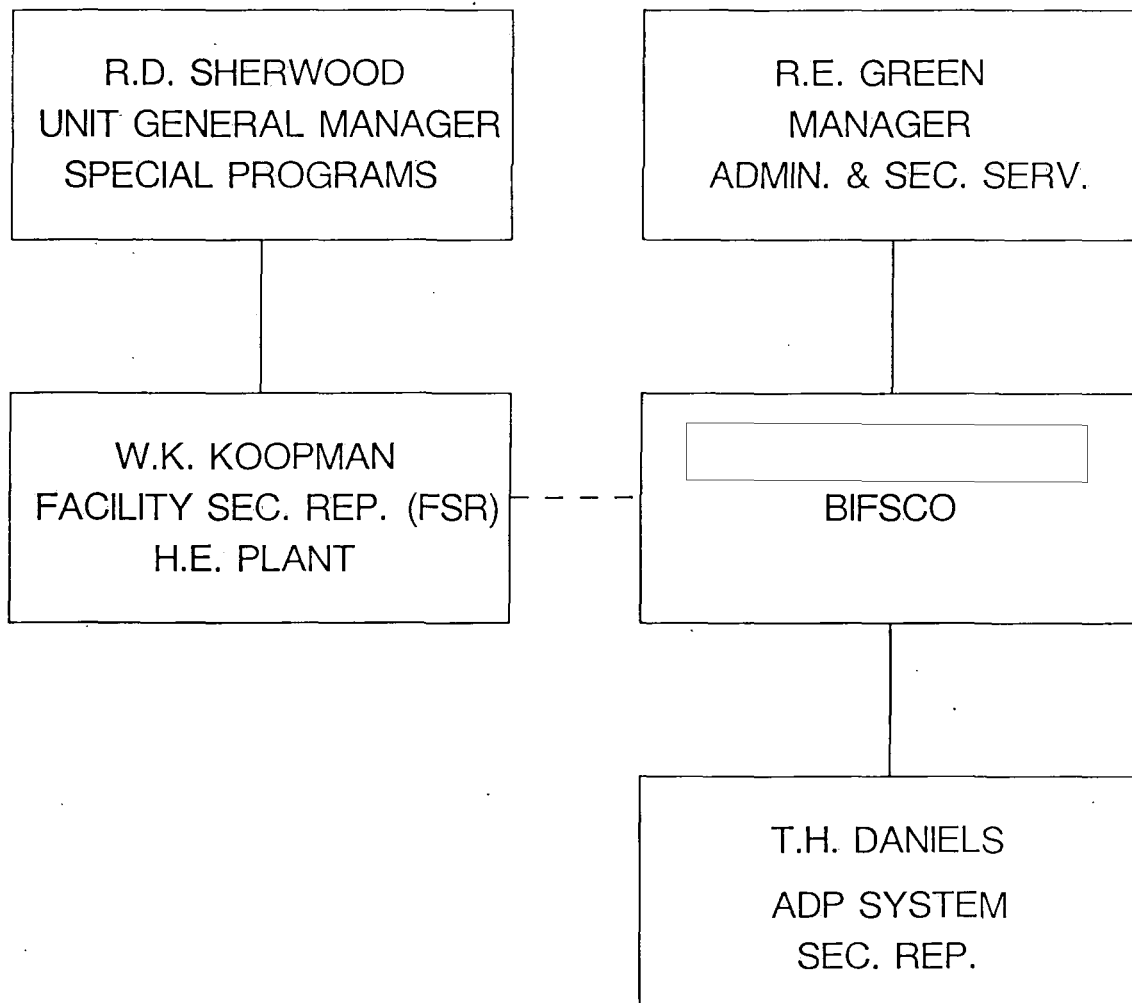 R.D. SHERWOOD
UNIT GENERAL MANAGER
SPECIAL PROGRAMS
R.E. GREEN
MANAGER
ADMIN. & SEC. SERV.
W.K. KOOPMAN
FACILITY SEC. REP. (FSR)
H.E. PLANT
BIFSCO
T.H. DANIELS
ADP SYSTEM
SEC. REP.